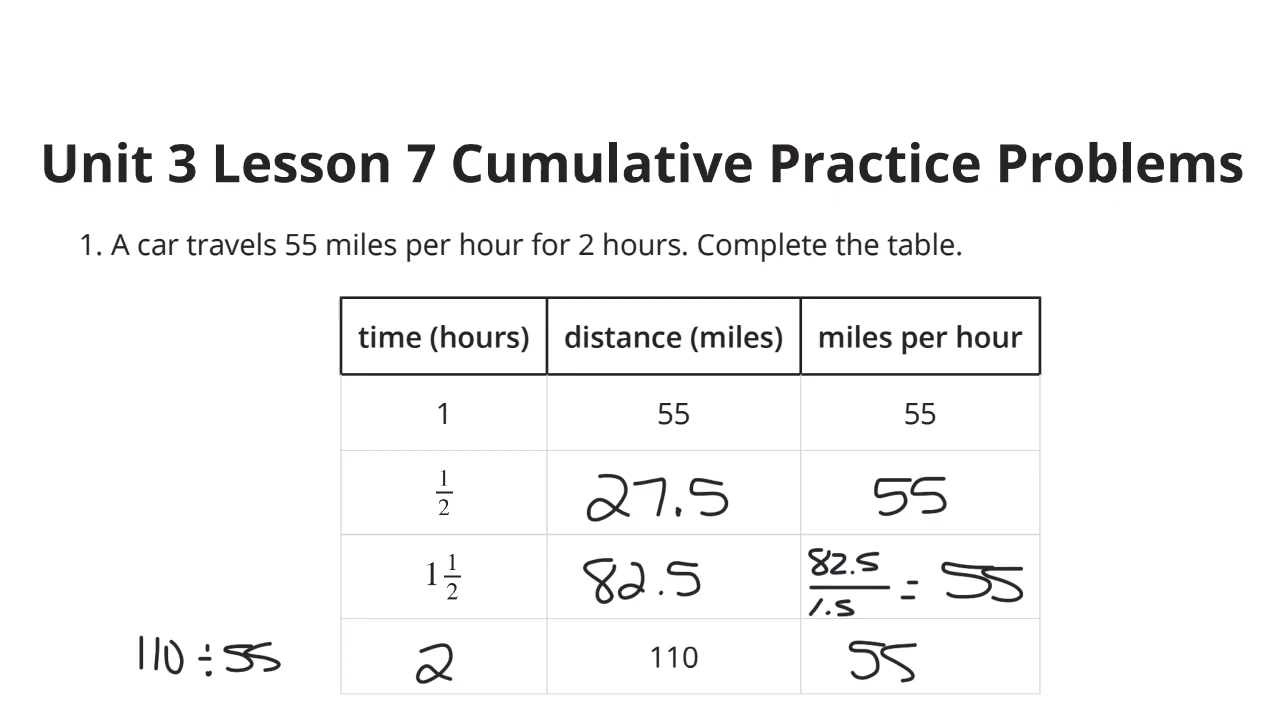 Unit 3 Lesson 7 Cumulative Practice Problems
1. A car travels 55 miles per hour for 2 hours. Complete the table.
time (hours) distance (miles) miles per hour
1 55 55
1/2 27.5 55
1 1/2 82.5 82.5/1.5 = 55
110 ÷ 55 2 110 55